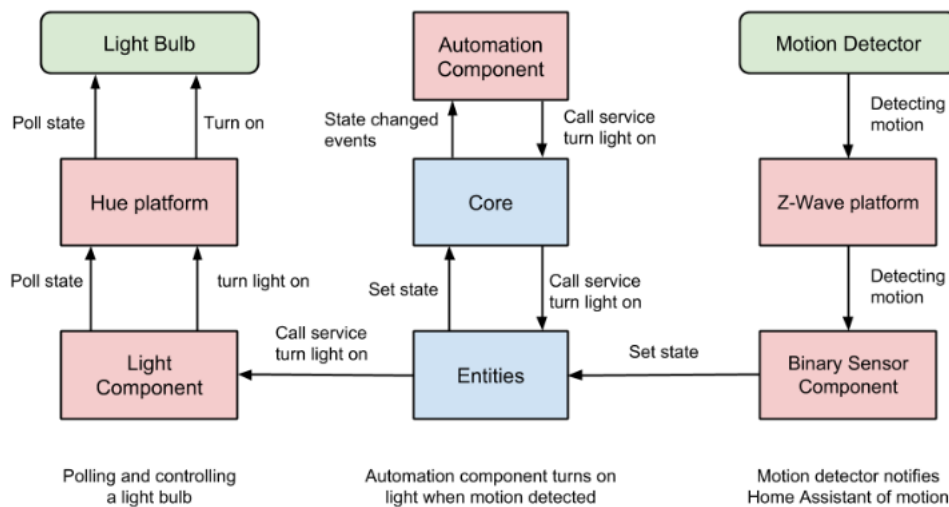 Light Bulb
Automation
Component
Motion Detector
Poll state
Turn on
State changed
events
Call service
turn light on
Detecting
motion
Hue platform
Core
Z-Wave platform
Poll state
turn light on
Set state
Call service
turn light on
Detecting
motion
Call service
turn light on
Set state
Light
Component
Entities
Binary Sensor
Component
Polling and controlling
a light bulb
Automation component turns on
light when motion detected
Motion detector notifies
Home Assistant of motion